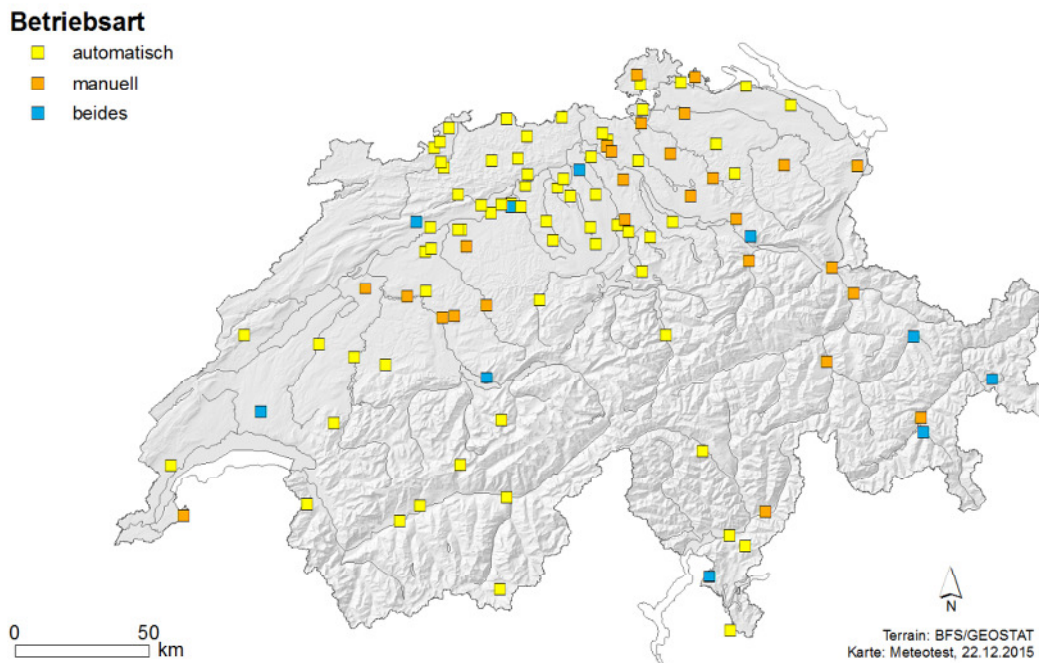 Betriebsart
automatisch
manuell
beides
0 50
km
N
Terrain: BFS/GEOSTAT
Karte: Meteotest, 22.12.2015